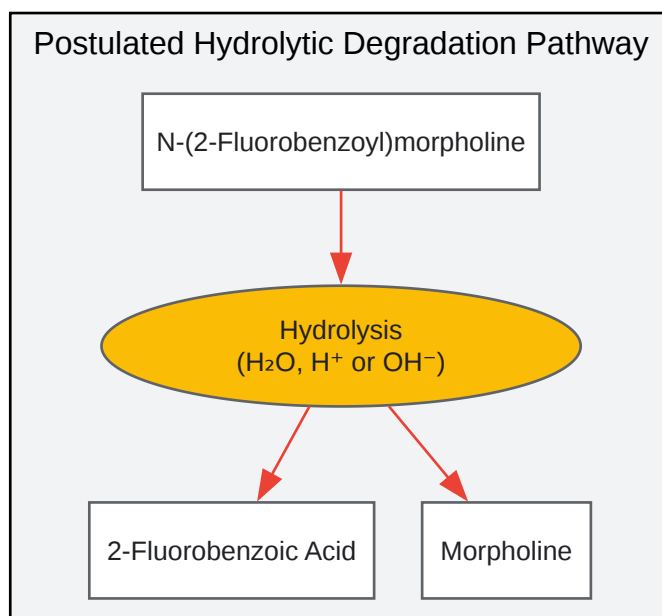 Postulated Hydrolytic Degradation Pathway
N-(2-Fluorobenzoyl)morpholine
Hydrolysis
(H₂O, H⁺ or OH⁻)
2-Fluorobenzoic Acid
Morpholine